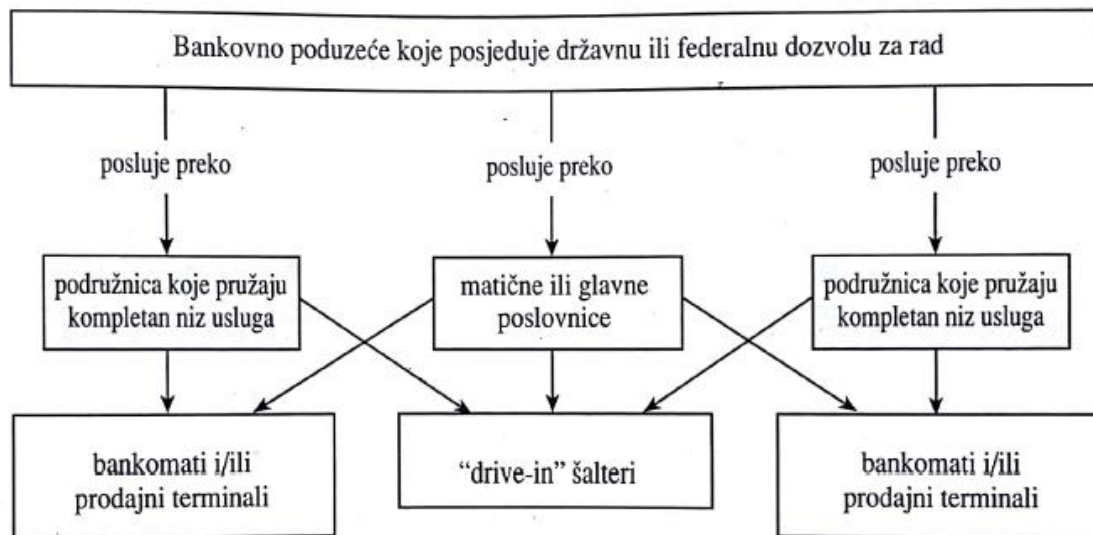 Bankovno poduzeće koje posjeduje državnu ili federalnu dozvolu za rad
posluje preko
posluje preko
posluje preko
podružnica koje pružaju
kompletan niz usluga
matične ili glavne
poslovnice
podružnica koje pružaju
kompletan niz usluga
bankomati i/ili
prodajni terminali
“drive-in” šalteri
bankomati i/ili
prodajni terminali